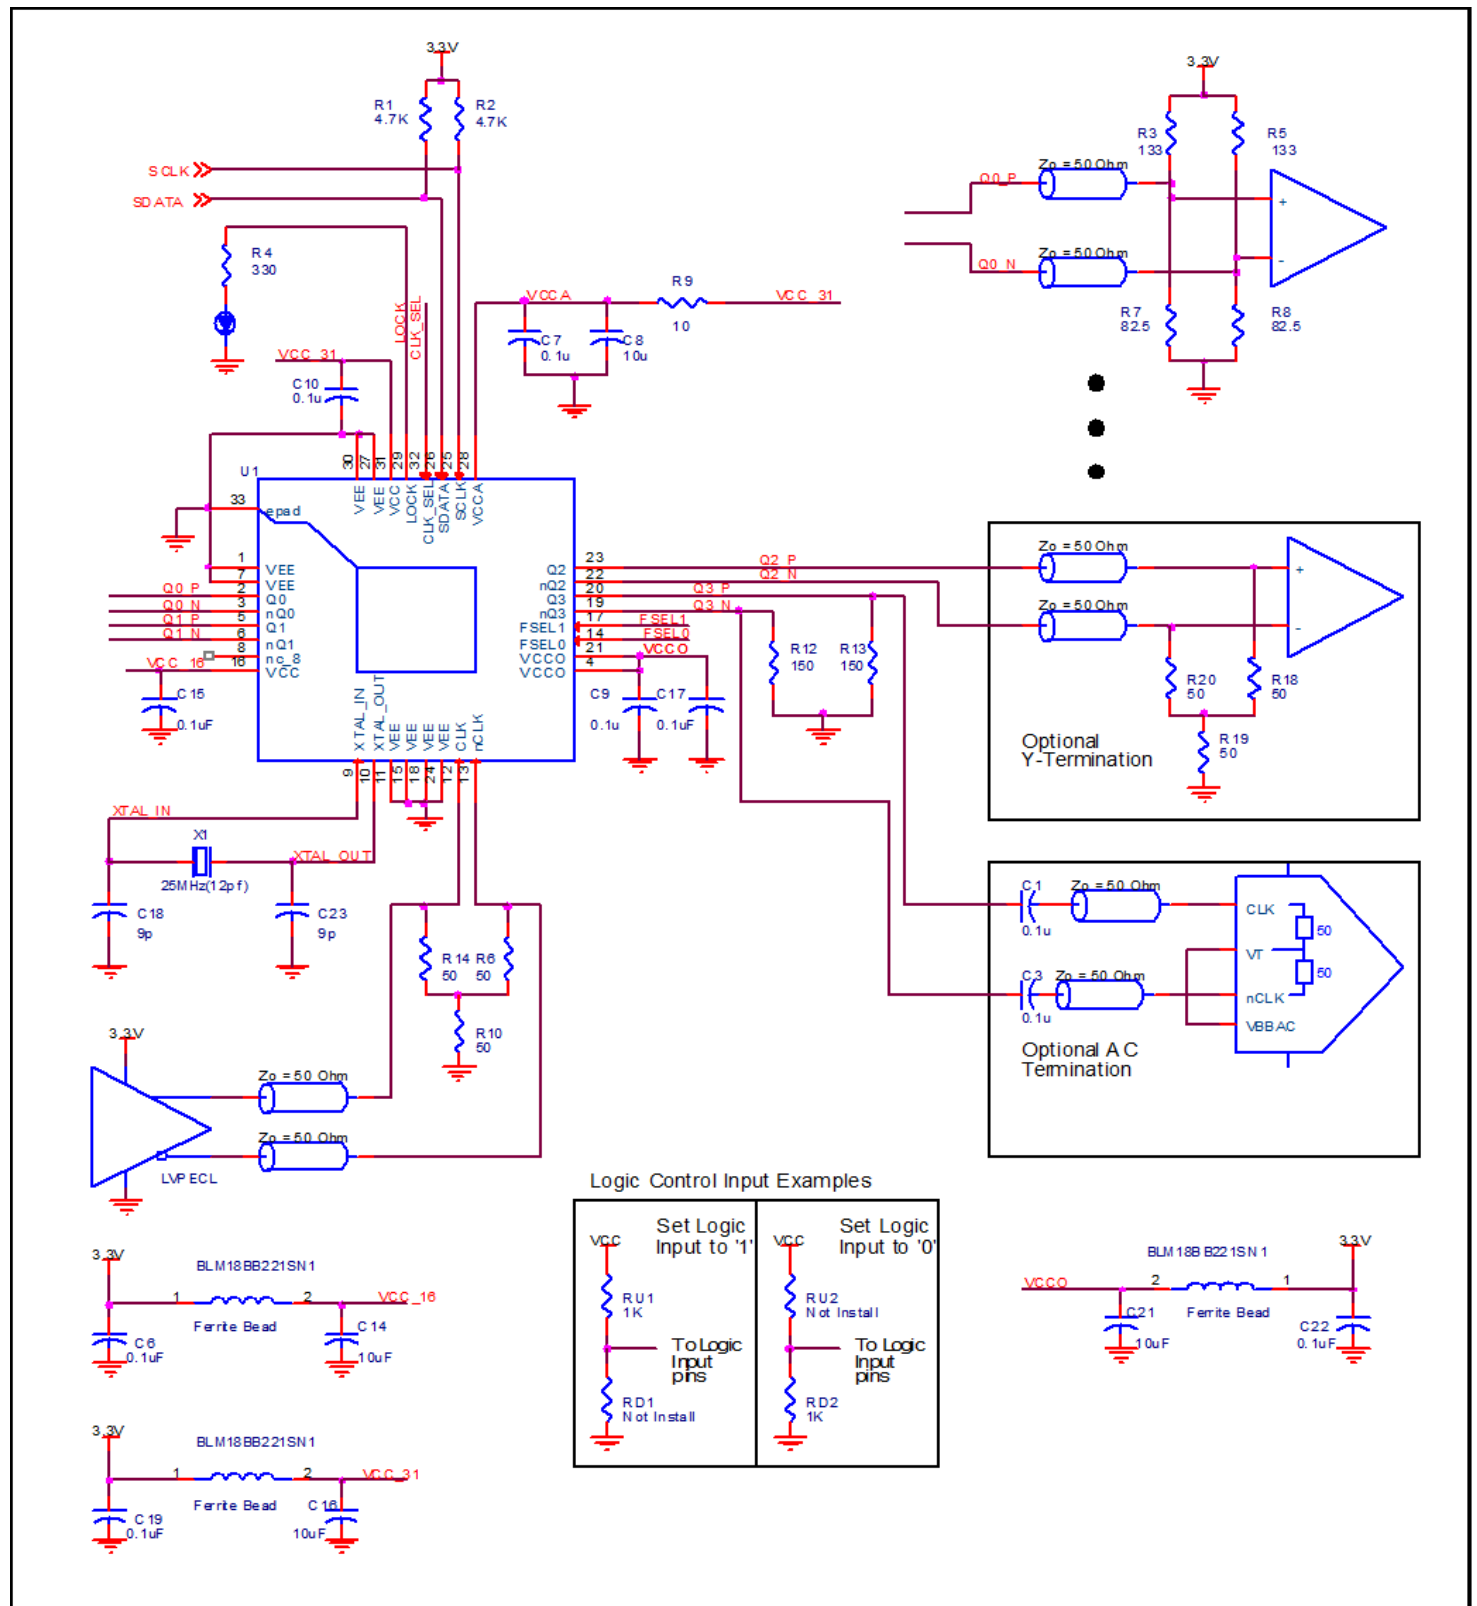 3.3V
R1
4.7K
R2
4.7K
SCLK
SDATA
R4
330
LOCK
CLK_SEL
VCC_31
C10
0.1u
VCCA
R9
10
VCC_31
C7
0.1u
C8
10u
3.3V
R3
133
R5
133
Zo = 50 Ohm
Q0_P
+
Zo = 50 Ohm
Q0_N
-
R7
82.5
R8
82.5
U1
30
27
31
29
32
26
25
28
VEE
VEE
VCC
LOCK
CLK_SEL
SDATA
SCLK
VCCA
33
epad
1
VEE
7
VEE
Q0_P
2
Q0
Q0_N
3
nQ0
Q1_P
5
Q1
Q1_N
6
nQ1
8
nc_8
VCC_16
16
VCC
C15
0.1uF
Q2
23
Q2_P
nQ2
22
Q2_N
Q3
20
Q3_P
nQ3
19
Q3_N
FSEL1
17
FSEL1
FSEL0
14
FSEL0
VCCO
21
VCCO
VCCO
4
C9
0.1u
C17
0.1uF
R12
150
R13
150
XTAL_IN
XTAL_OUT
VEE
VEE
VEE
VEE
CLK
nCLK
9
10
11
15
18
24
12
13
Zo = 50 Ohm
+
Zo = 50 Ohm
-
R20
50
R18
50
R19
50
Optional
Y-Termination
XTAL_IN
X1
XTAL_OUT
25MHz(12pf)
C18
9p
C23
9p
R14
50
R6
50
R10
50
C1
0.1u
Zo = 50 Ohm
CLK
50
VT
50
C3
0.1u
Zo = 50 Ohm
nCLK
VBBAC
Optional AC
Termination
3.3V
Zo = 50 Ohm
Zo = 50 Ohm
LVPECL
Logic Control Input Examples
Set Logic
Input to '1'
VCC
RU1
1K
To Logic
Input
pins
RD1
Not Install
Set Logic
Input to '0'
VCC
RU2
Not Install
To Logic
Input
pins
RD2
1K
3.3V
BLM18BB221SN1
1
2
VCC_16
Ferrite Bead
C6
0.1uF
C14
10uF
3.3V
BLM18BB221SN1
1
2
VCC_31
Ferrite Bead
C19
0.1uF
C16
10uF
VCCO
BLM18BB221SN1
3.3V
2
1
Ferrite Bead
C21
10uF
C22
0.1uF